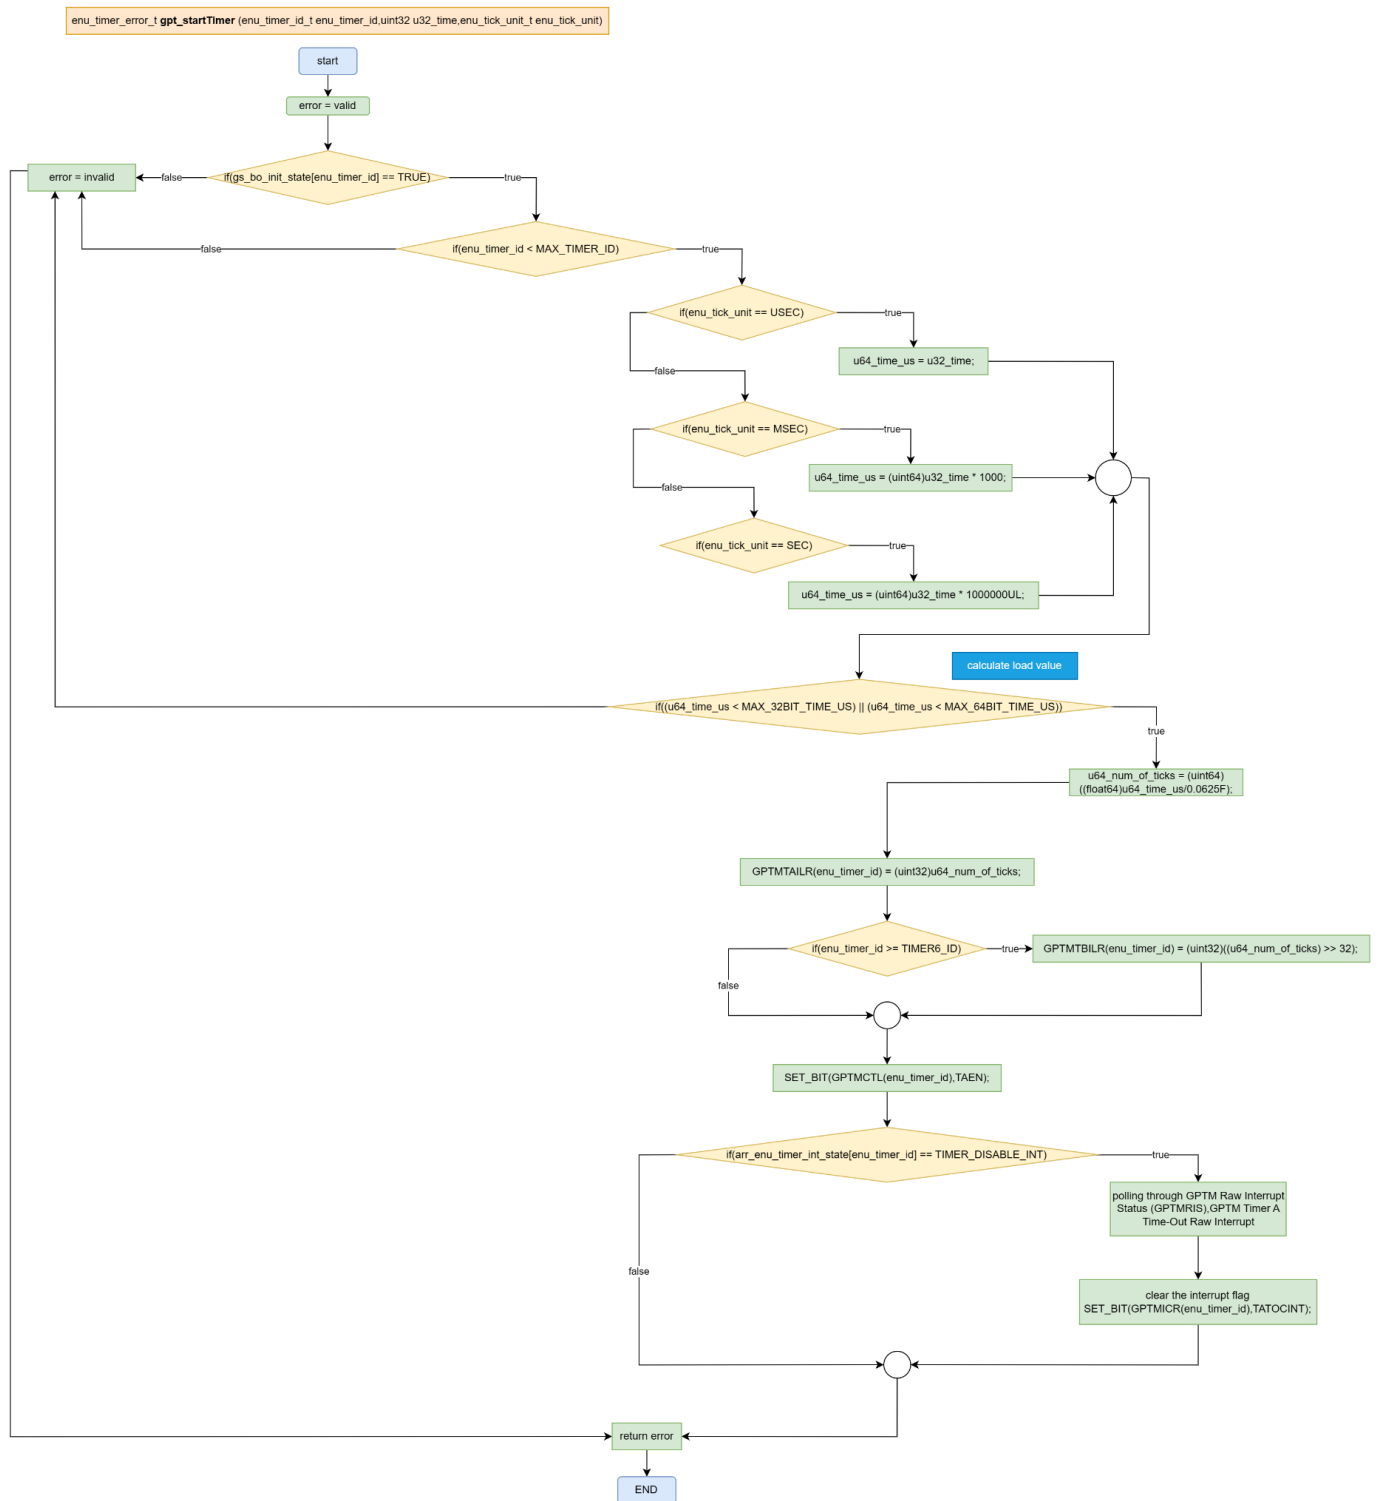 enu_timer_error_t gpt_startTimer (enu_timer_id_t enu_timer_id,uint32 u32_time,enu_tick_unit_t enu_tick_unit)
start
error = valid
error = invalid
false
if(gs_bo_init_state[enu_timer_id] == TRUE)
true
false
if(enu_timer_id < MAX_TIMER_ID)
true
if(enu_tick_unit == USEC)
true
u64_time_us = u32_time;
false
if(enu_tick_unit == MSEC)
true
u64_time_us = (uint64)u32_time * 1000;
false
if(enu_tick_unit == SEC)
true
u64_time_us = (uint64)u32_time * 1000000UL;
calculate load value
if((u64_time_us < MAX_32BIT_TIME_US) || (u64_time_us < MAX_64BIT_TIME_US))
true
u64_num_of_ticks = (uint64)
((float64)u64_time_us/0.0625F);
GPTMTAILR(enu_timer_id) = (uint32)u64_num_of_ticks;
if(enu_timer_id >= TIMER6_ID)
true
GPTMTBILR(enu_timer_id) = (uint32)((u64_num_of_ticks) >> 32);
false
SET_BIT(GPTMCTL(enu_timer_id),TAEN);
if(arr_enu_timer_int_state[enu_timer_id] == TIMER_DISABLE_INT)
true
polling through GPTM Raw Interrupt
Status (GPTMRIS),GPTM Timer A
Time-Out Raw Interrupt
false
clear the interrupt flag
SET_BIT(GPTMICR(enu_timer_id),TATOCINT);
return error
END